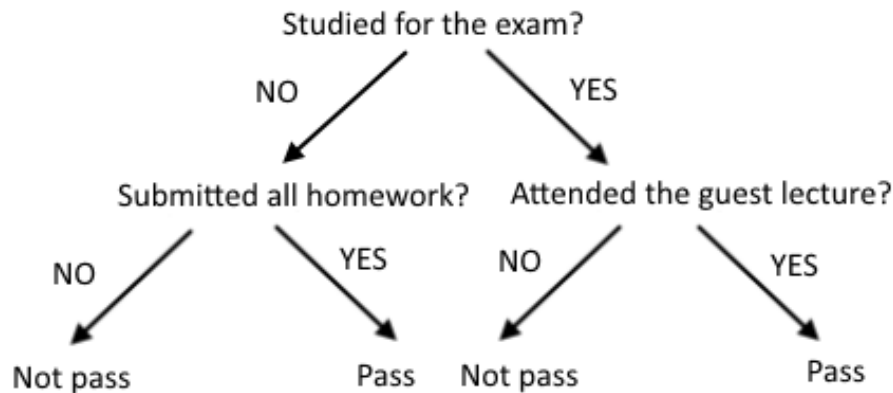 Studied for the exam?
NO
YES
Submitted all homework?
Attended the guest lecture?
NO
YES
NO
YES
Not pass
Pass
Not pass
Pass